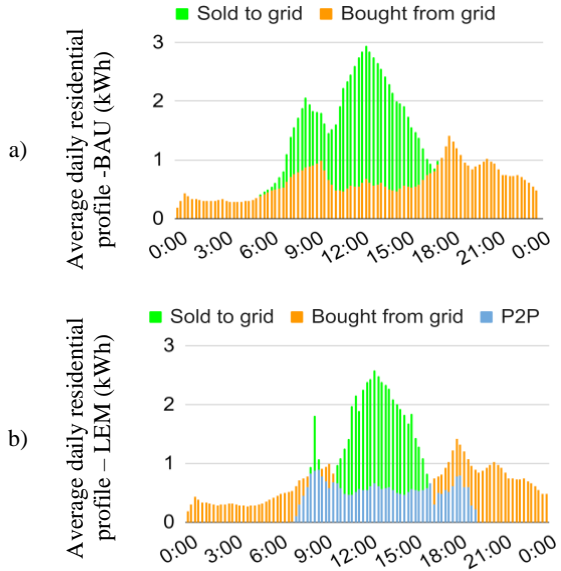 Sold to grid Bought from grid
a)
Average daily residential
profile -BAU (kWh)
3
2
1
0
0:00 3:00 6:00 9:00 12:00 15:00 18:00 21:00 0:00
Sold to grid Bought from grid P2P
b)
Average daily residential
profile – LEM (kWh)
3
2
1
0
0:00 3:00 6:00 9:00 12:00 15:00 18:00 21:00 0:00